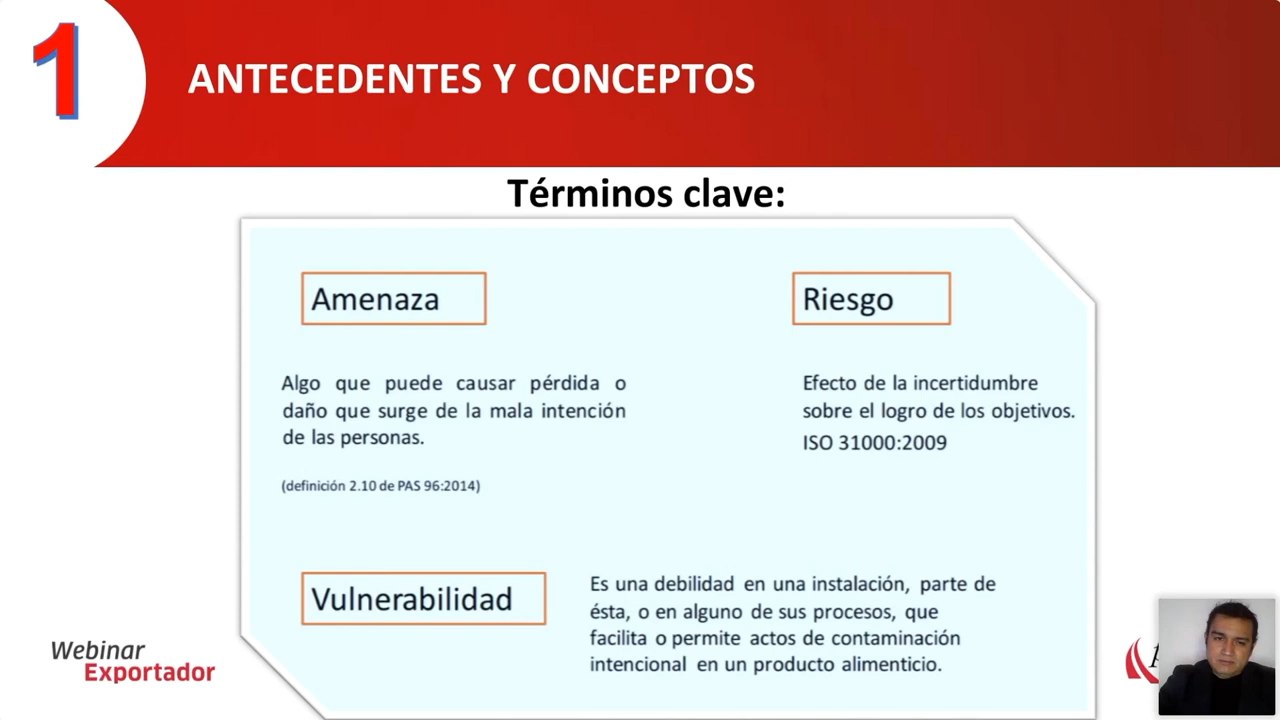 1
ANTECEDENTES Y CONCEPTOS
Términos clave:
Amenaza
Algo que puede causar pérdida o
daño que surge de la mala intención
de las personas.
(definición 2.10 de PAS 96:2014)
Riesgo
Efecto de la incertidumbre
sobre el logro de los objetivos.
ISO 31000:2009
Vulnerabilidad
Es una debilidad en una instalación, parte de
ésta, o en alguno de sus procesos, que
facilita o permite actos de contaminación
intencional en un producto alimenticio.
Webinar
Exportador